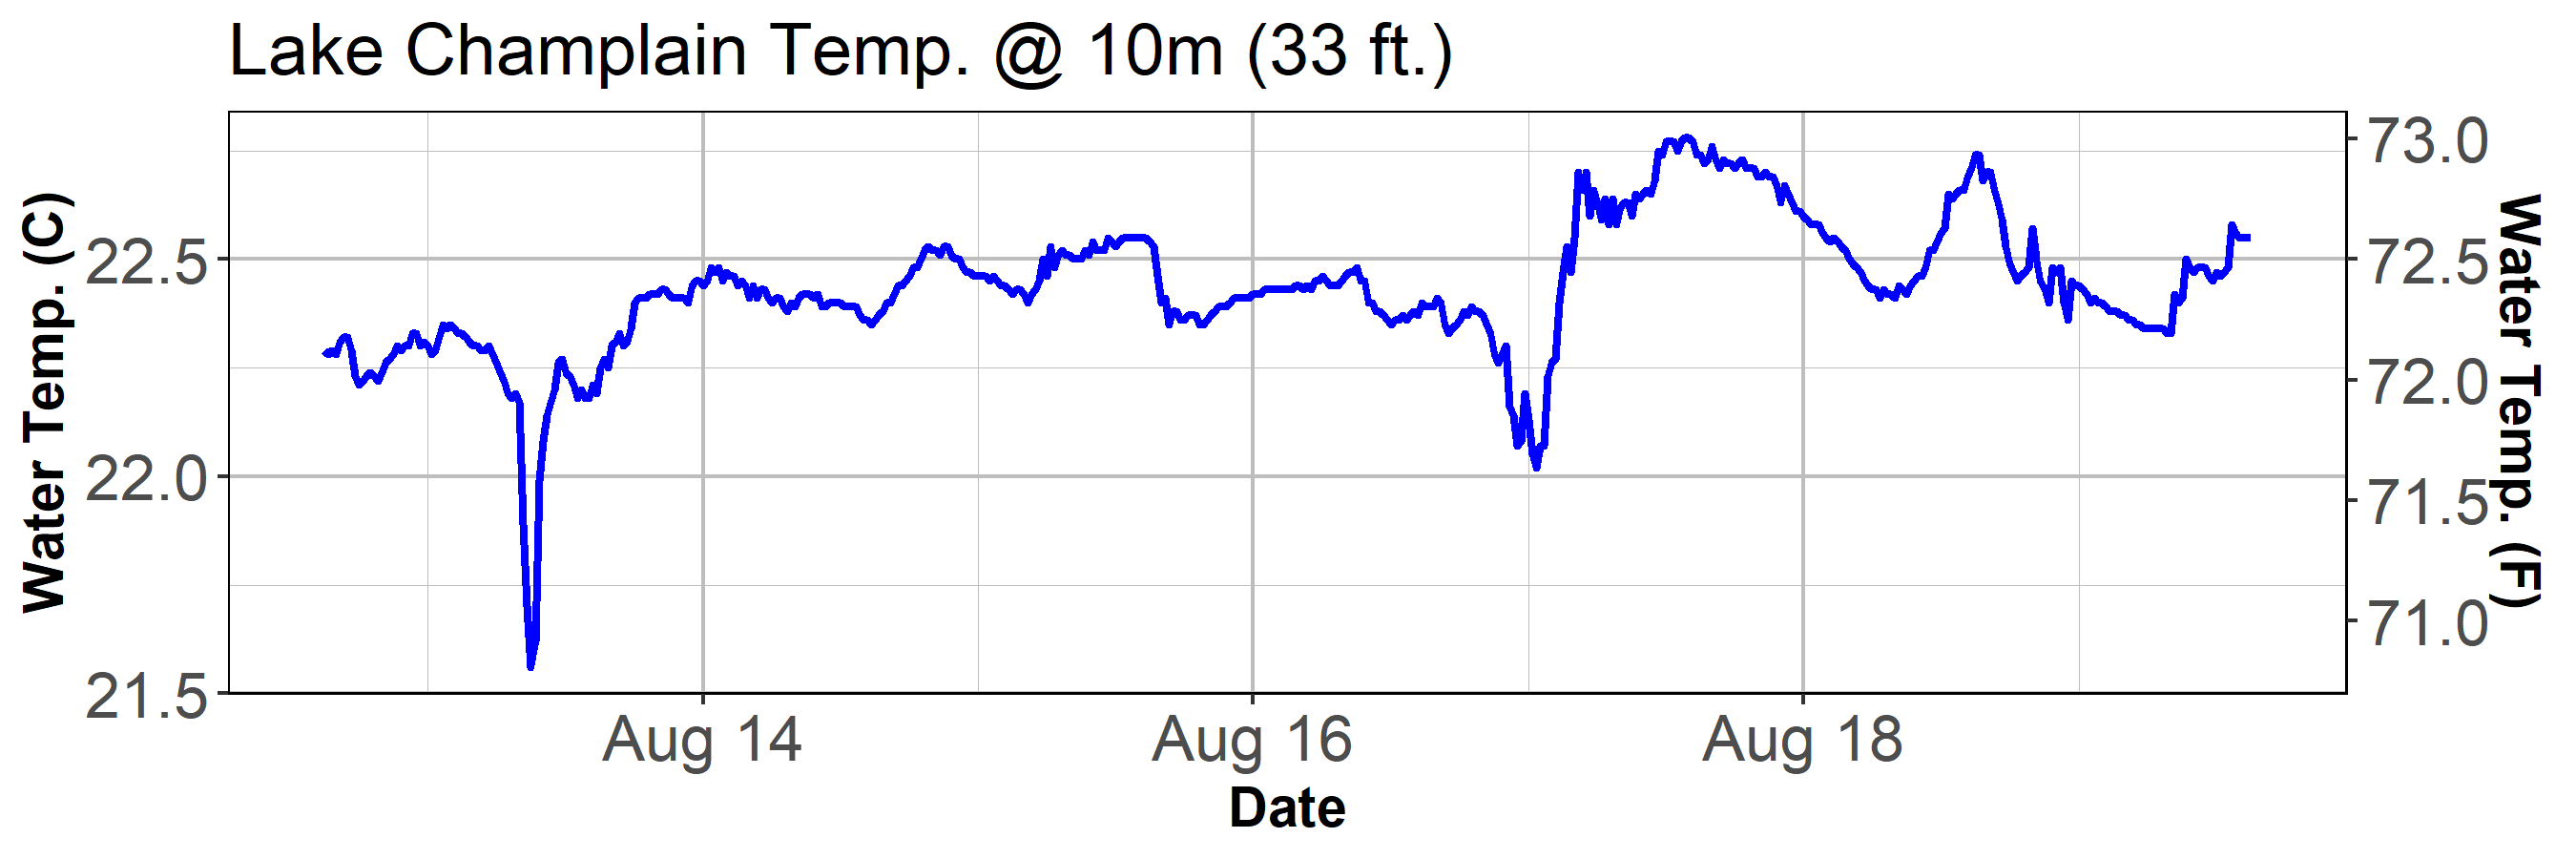 Lake Champlain Temp. @ 10m (33 ft.)
Water Temp. (C)
22.5
22.0
21.5
73.0
72.5
72.0
71.5
71.0
Water Temp. (F)
Aug 14 Aug 16 Aug 18
Date